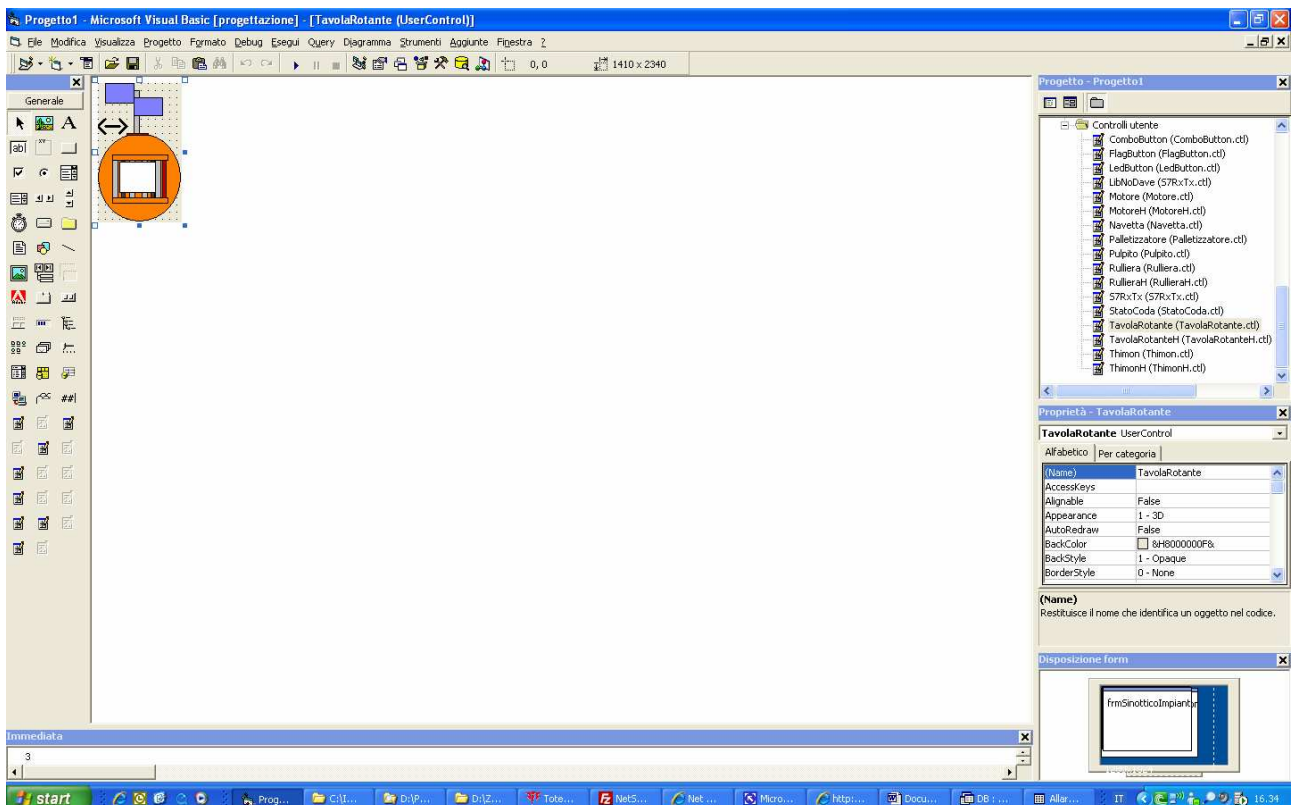 Progetto1 - Microsoft Visual Basic [progettazione] - [TavolaRotante (UserControl)]
File Modifica Visualizza Progetto Formato Debug Esegui Query Diagramma Strumenti Aggiunte Finestra ?
0, 0 1410 x 2340
Generale
A
ab
Progetto - Progetto1
Controlli utente
ComboButton (ComboButton.ctl)
FlagButton (FlagButton.ctl)
LedButton (LedButton.ctl)
LibNoDave (S7RxTx.ctl)
Motore (Motore.ctl)
MotoreH (MotoreH.ctl)
Navetta (Navetta.ctl)
Palletizzatore (Palletizzatore.ctl)
Pulpito (Pulpito.ctl)
Rulliera (Rulliera.ctl)
RullieraH (RullieraH.ctl)
S7RxTx (S7RxTx.ctl)
StatoCoda (StatoCoda.ctl)
TavolaRotante (TavolaRotante.ctl)
TavolaRotanteH (TavolaRotanteH.ctl)
Thimon (Thimon.ctl)
ThimonH (ThimonH.ctl)
Proprietà - TavolaRotante
TavolaRotante UserControl
Alfabetico Per categoria
(Name) TavolaRotante
AccessKeys
Alignable False
Appearance 1 - 3D
AutoRedraw False
BackColor &H8000000F&
BackStyle 1 - Opaque
BorderStyle 0 - None
(Name)
Restituisce il nome che identifica un oggetto nel codice.
Disposizione form
frmSinotticoImpianto
Immediata
3
start Prog... C:\I... D:\P... D:\Z... Tote... NetS... Net ... Micro... http:... Docu... DB : ... Allar... IT 16.34